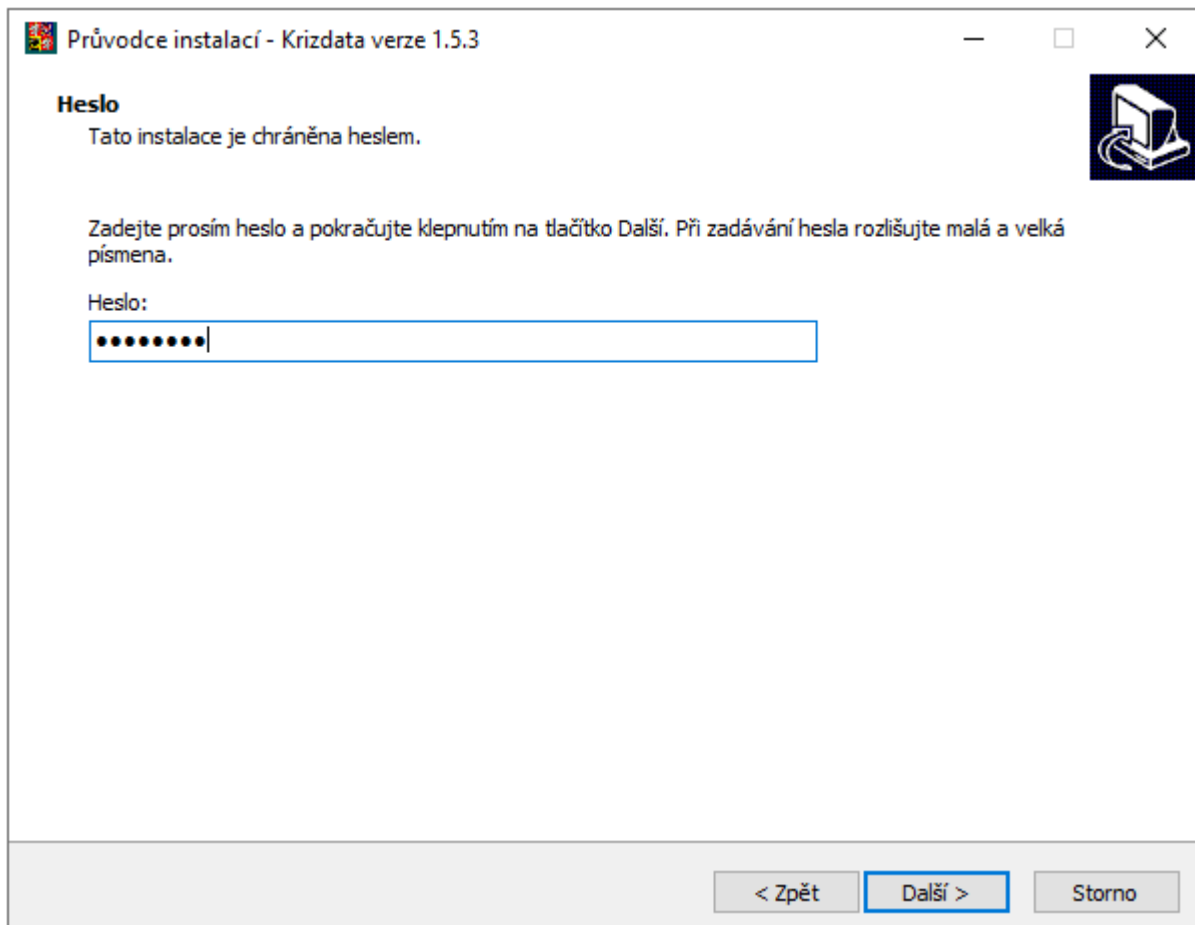 Průvodce instalací - Krizdata verze 1.5.3
Heslo
Tato instalace je chráněna heslem.
Zadejte prosím heslo a pokračujte klepnutím na tlačítko Další. Při zadávání hesla rozlišujte malá a velká
písmena.
Heslo:
••••••••
< Zpět
Další >
Storno